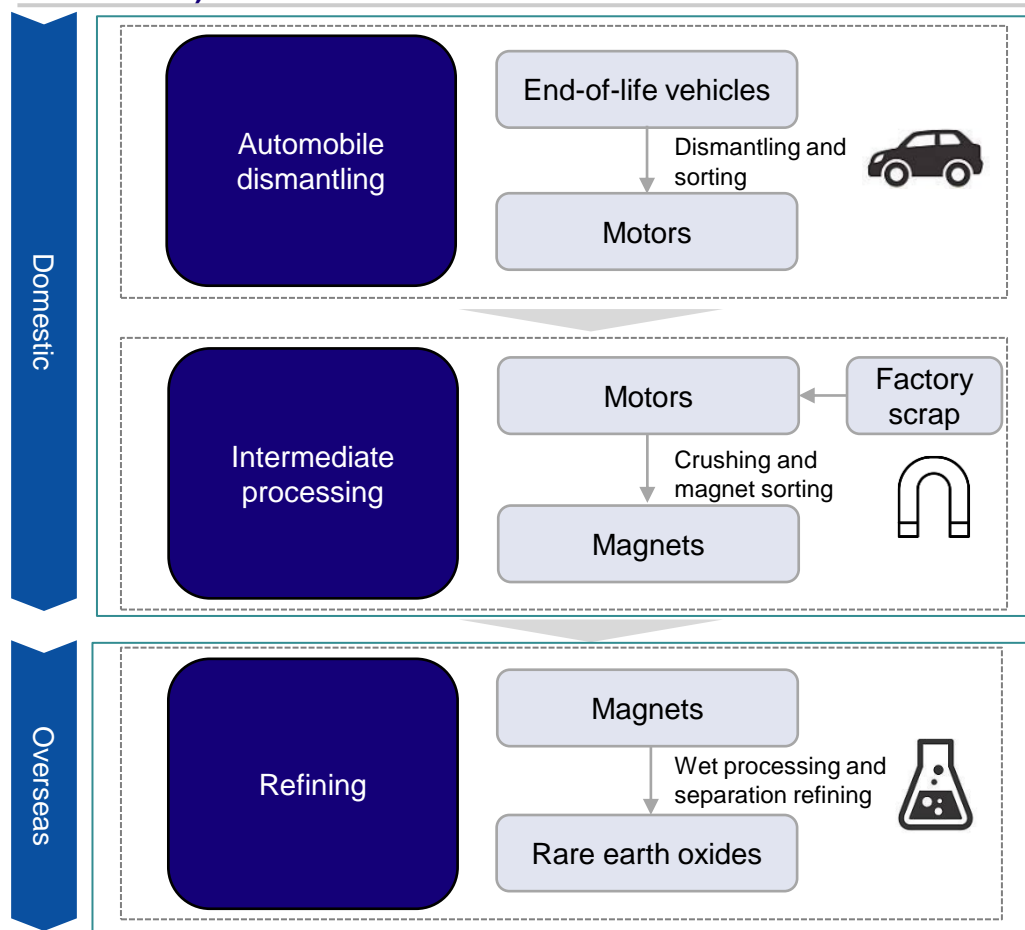 Domestic
Automobile
dismantling
End-of-life vehicles
Dismantling and
sorting
Motors
Intermediate
processing
Motors
Factory
scrap
Crushing and
magnet sorting
Magnets
Overseas
Refining
Magnets
Wet processing and
separation refining
Rare earth oxides